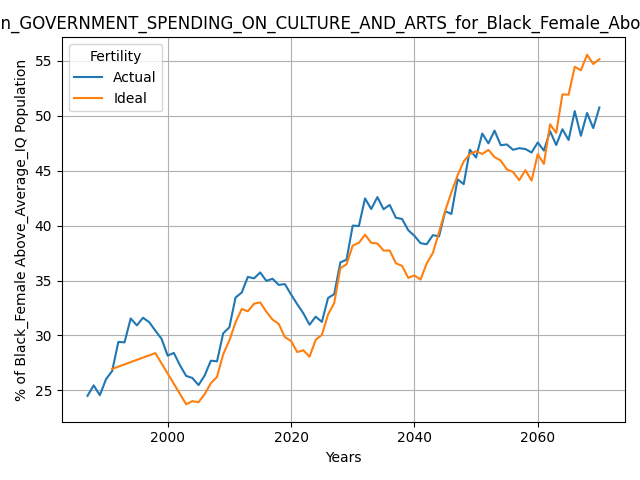 n_GOVERNMENT_SPENDING_ON_CULTURE_AND_ARTS_for_Black_Female_Abo
Fertility
Actual
Ideal
% of Black_Female Above_Average_IQ Population
55
50
45
40
35
30
25
2000 2020 2040 2060
Years